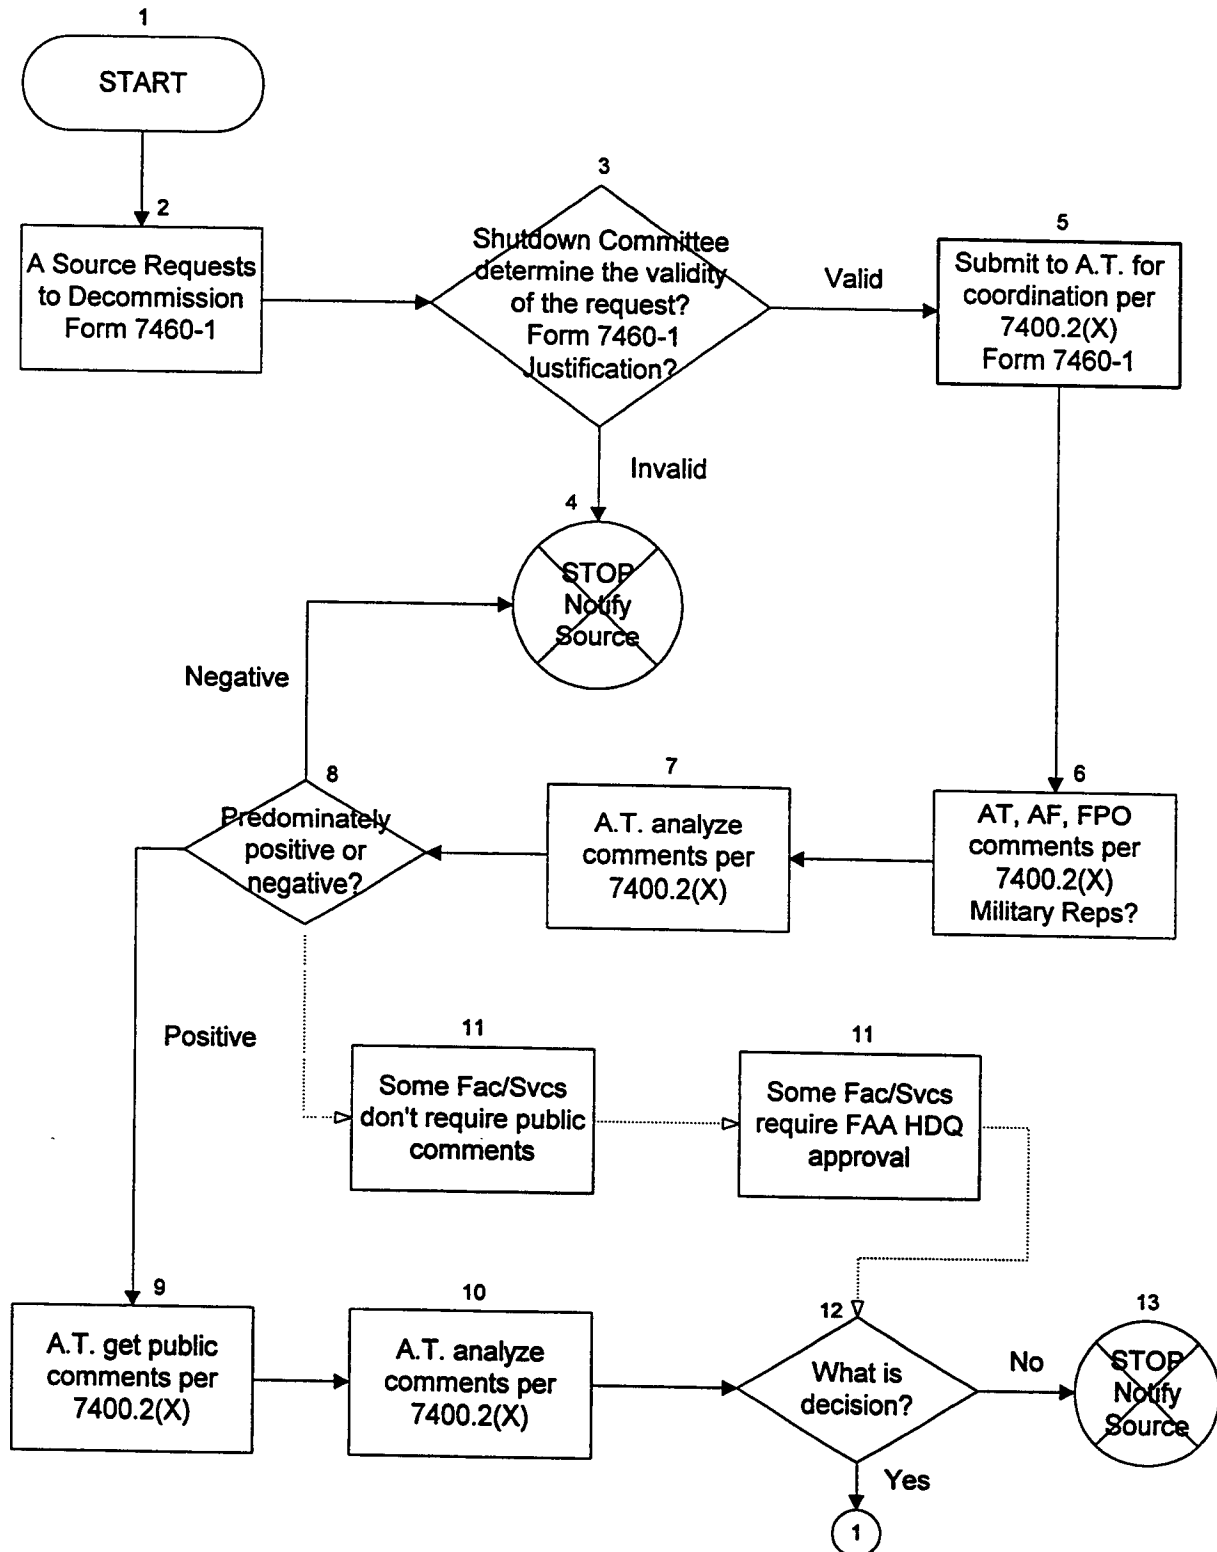 1
START
2
A Source Requests
to Decommission
Form 7460-1
3
Shutdown Committee
determine the validity
of the request?
Form 7460-1
Justification?
Valid
5
Submit to A.T. for
coordination per
7400.2(X)
Form 7460-1
Invalid
4
STOP
Notify
Source
Negative
8
Predominately
positive or
negative?
7
A.T. analyze
comments per
7400.2(X)
6
AT, AF, FPO
comments per
7400.2(X)
Military Reps?
Positive
11
Some Fac/Svcs
don't require public
comments
11
Some Fac/Svcs
require FAA HDQ
approval
9
A.T. get public
comments per
7400.2(X)
10
A.T. analyze
comments per
7400.2(X)
12
What is
decision?
No
13
STOP
Notify
Source
Yes
1